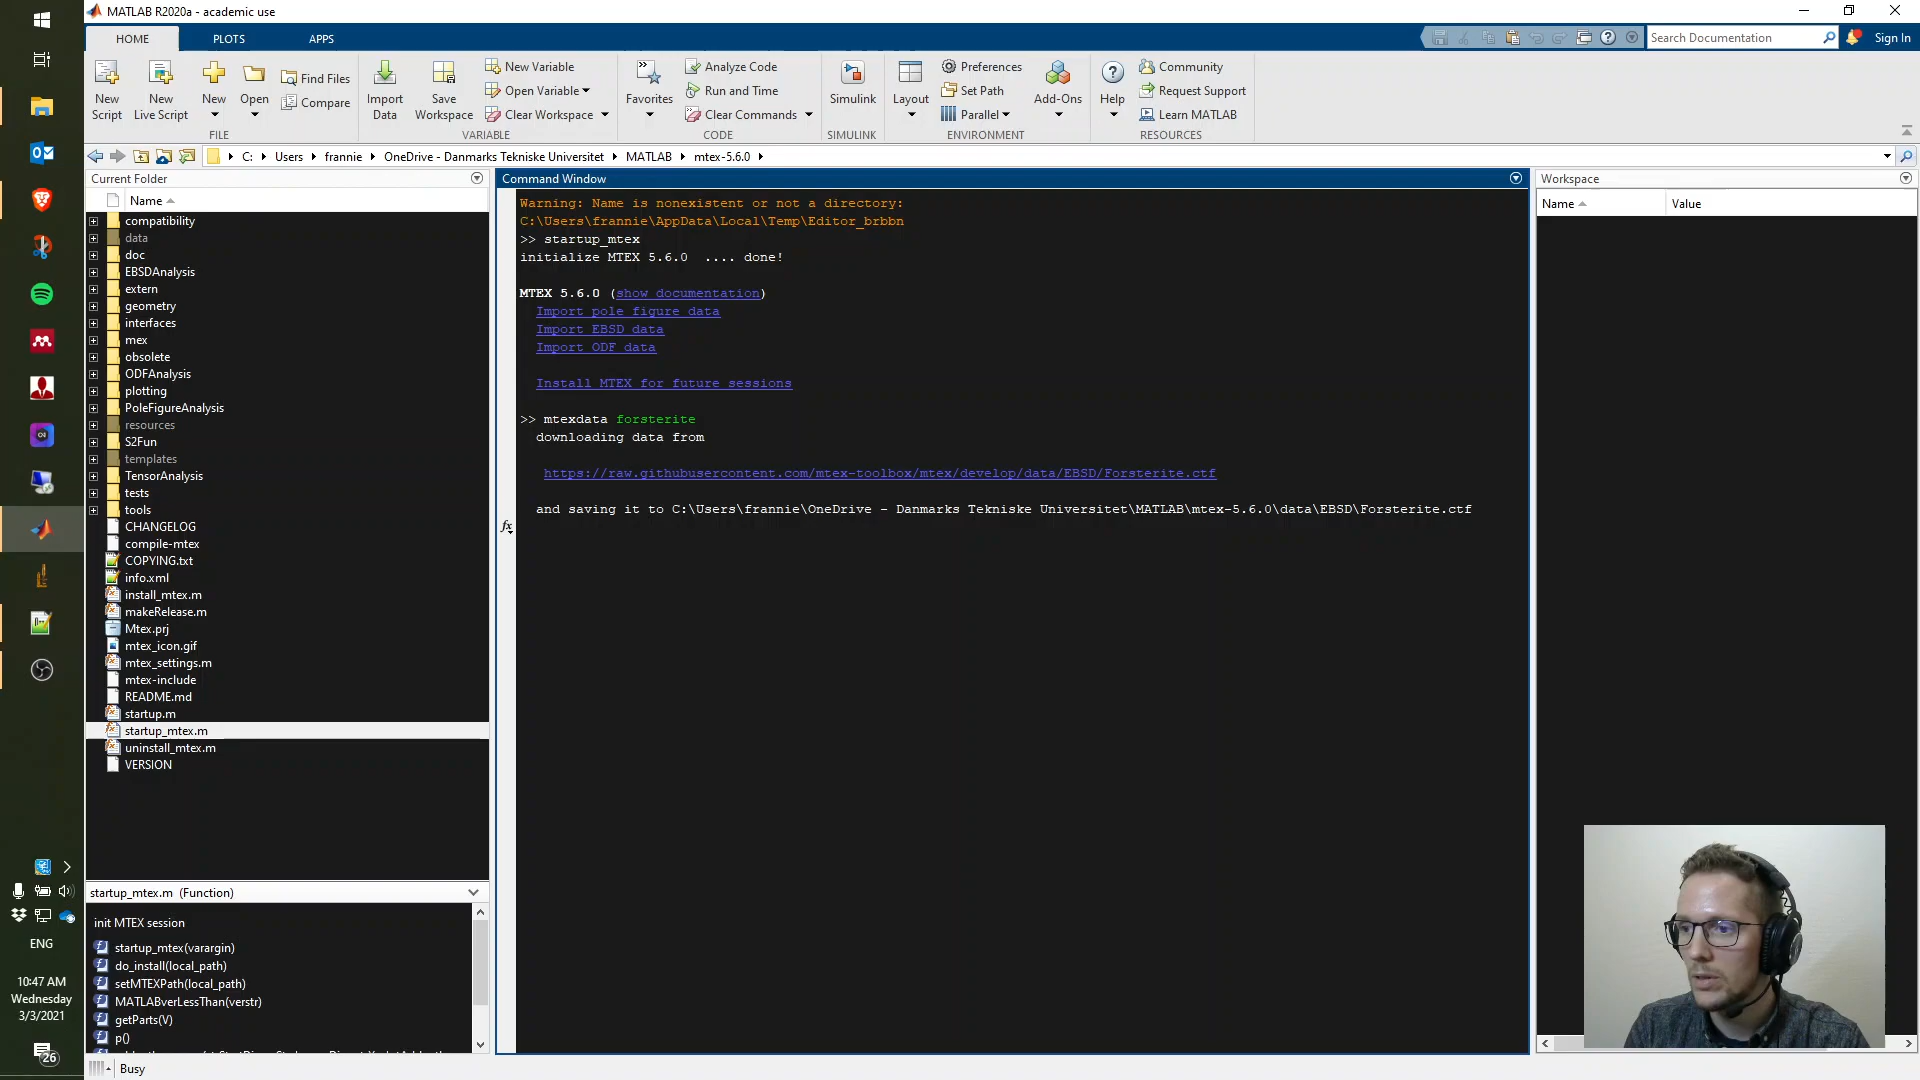 MATLAB R2020a - academic use
HOME
PLOTS
APPS
Search Documentation
Sign In
New Script
New Live Script
New
Open
Find Files
Compare
Import Data
Save Workspace
New Variable
Open Variable
Clear Workspace
Favorites
Analyze Code
Run and Time
Clear Commands
Simulink
Layout
Preferences
Set Path
Parallel
Add-Ons
Help
Community
Request Support
Learn MATLAB
FILE
VARIABLE
CODE
SIMULINK
ENVIRONMENT
RESOURCES
C: Users frannie OneDrive - Danmarks Tekniske Universitet MATLAB mtex-5.6.0
Current Folder
Name
compatibility
data
doc
EBSDAnalysis
extern
geometry
interfaces
mex
obsolete
ODFAnalysis
plotting
PoleFigureAnalysis
resources
S2Fun
templates
TensorAnalysis
tests
tools
CHANGELOG
compile-mtex
COPYING.txt
info.xml
install_mtex.m
makeRelease.m
Mtex.prj
mtex_icon.gif
mtex_settings.m
mtex-include
README.md
startup.m
startup_mtex.m
uninstall_mtex.m
VERSION
startup_mtex.m (Function)
init MTEX session
startup_mtex(varargin)
do_install(local_path)
setMTEXPath(local_path)
MATLABverLessThan(verstr)
getParts(V)
p()
Command Window
Warning: Name is nonexistent or not a directory:
C:\Users\frannie\AppData\Local\Temp\Editor_brbbn
>> startup_mtex
initialize MTEX 5.6.0 .... done!
MTEX 5.6.0 (show documentation)
Import pole figure data
Import EBSD data
Import ODF data
Install MTEX for future sessions
>> mtexdata forsterite
downloading data from
https://raw.githubusercontent.com/mtex-toolbox/mtex/develop/data/EBSD/Forsterite.ctf
and saving it to C:\Users\frannie\OneDrive - Danmarks Tekniske Universitet\MATLAB\mtex-5.6.0\data\EBSD\Forsterite.ctf
fx
Workspace
Name
Value
ENG
10:47 AM
Wednesday
3/3/2021
26
Busy